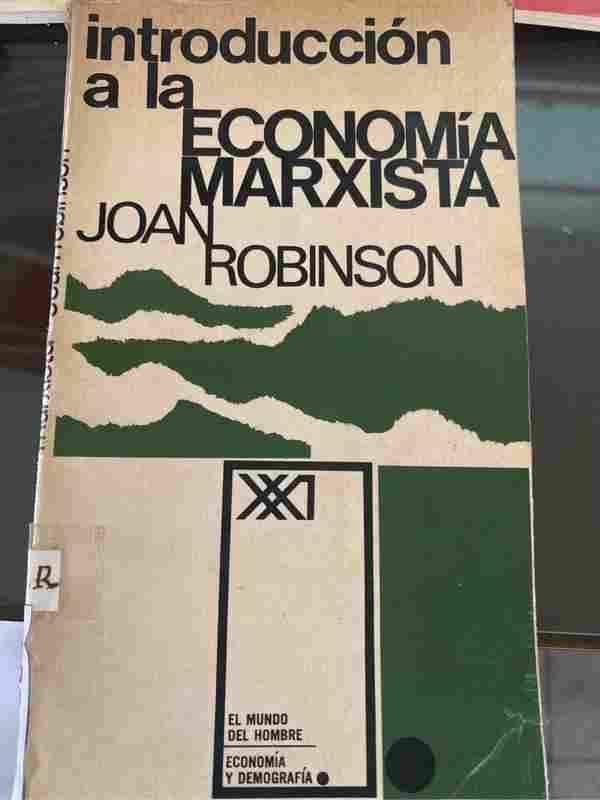 introducción
a la
ECONOMíA
MARXISTA
JOAN
ROBINSON
XXI
EL MUNDO
DEL HOMBRE
ECONOMÍA
Y DEMOGRAFÍA
R